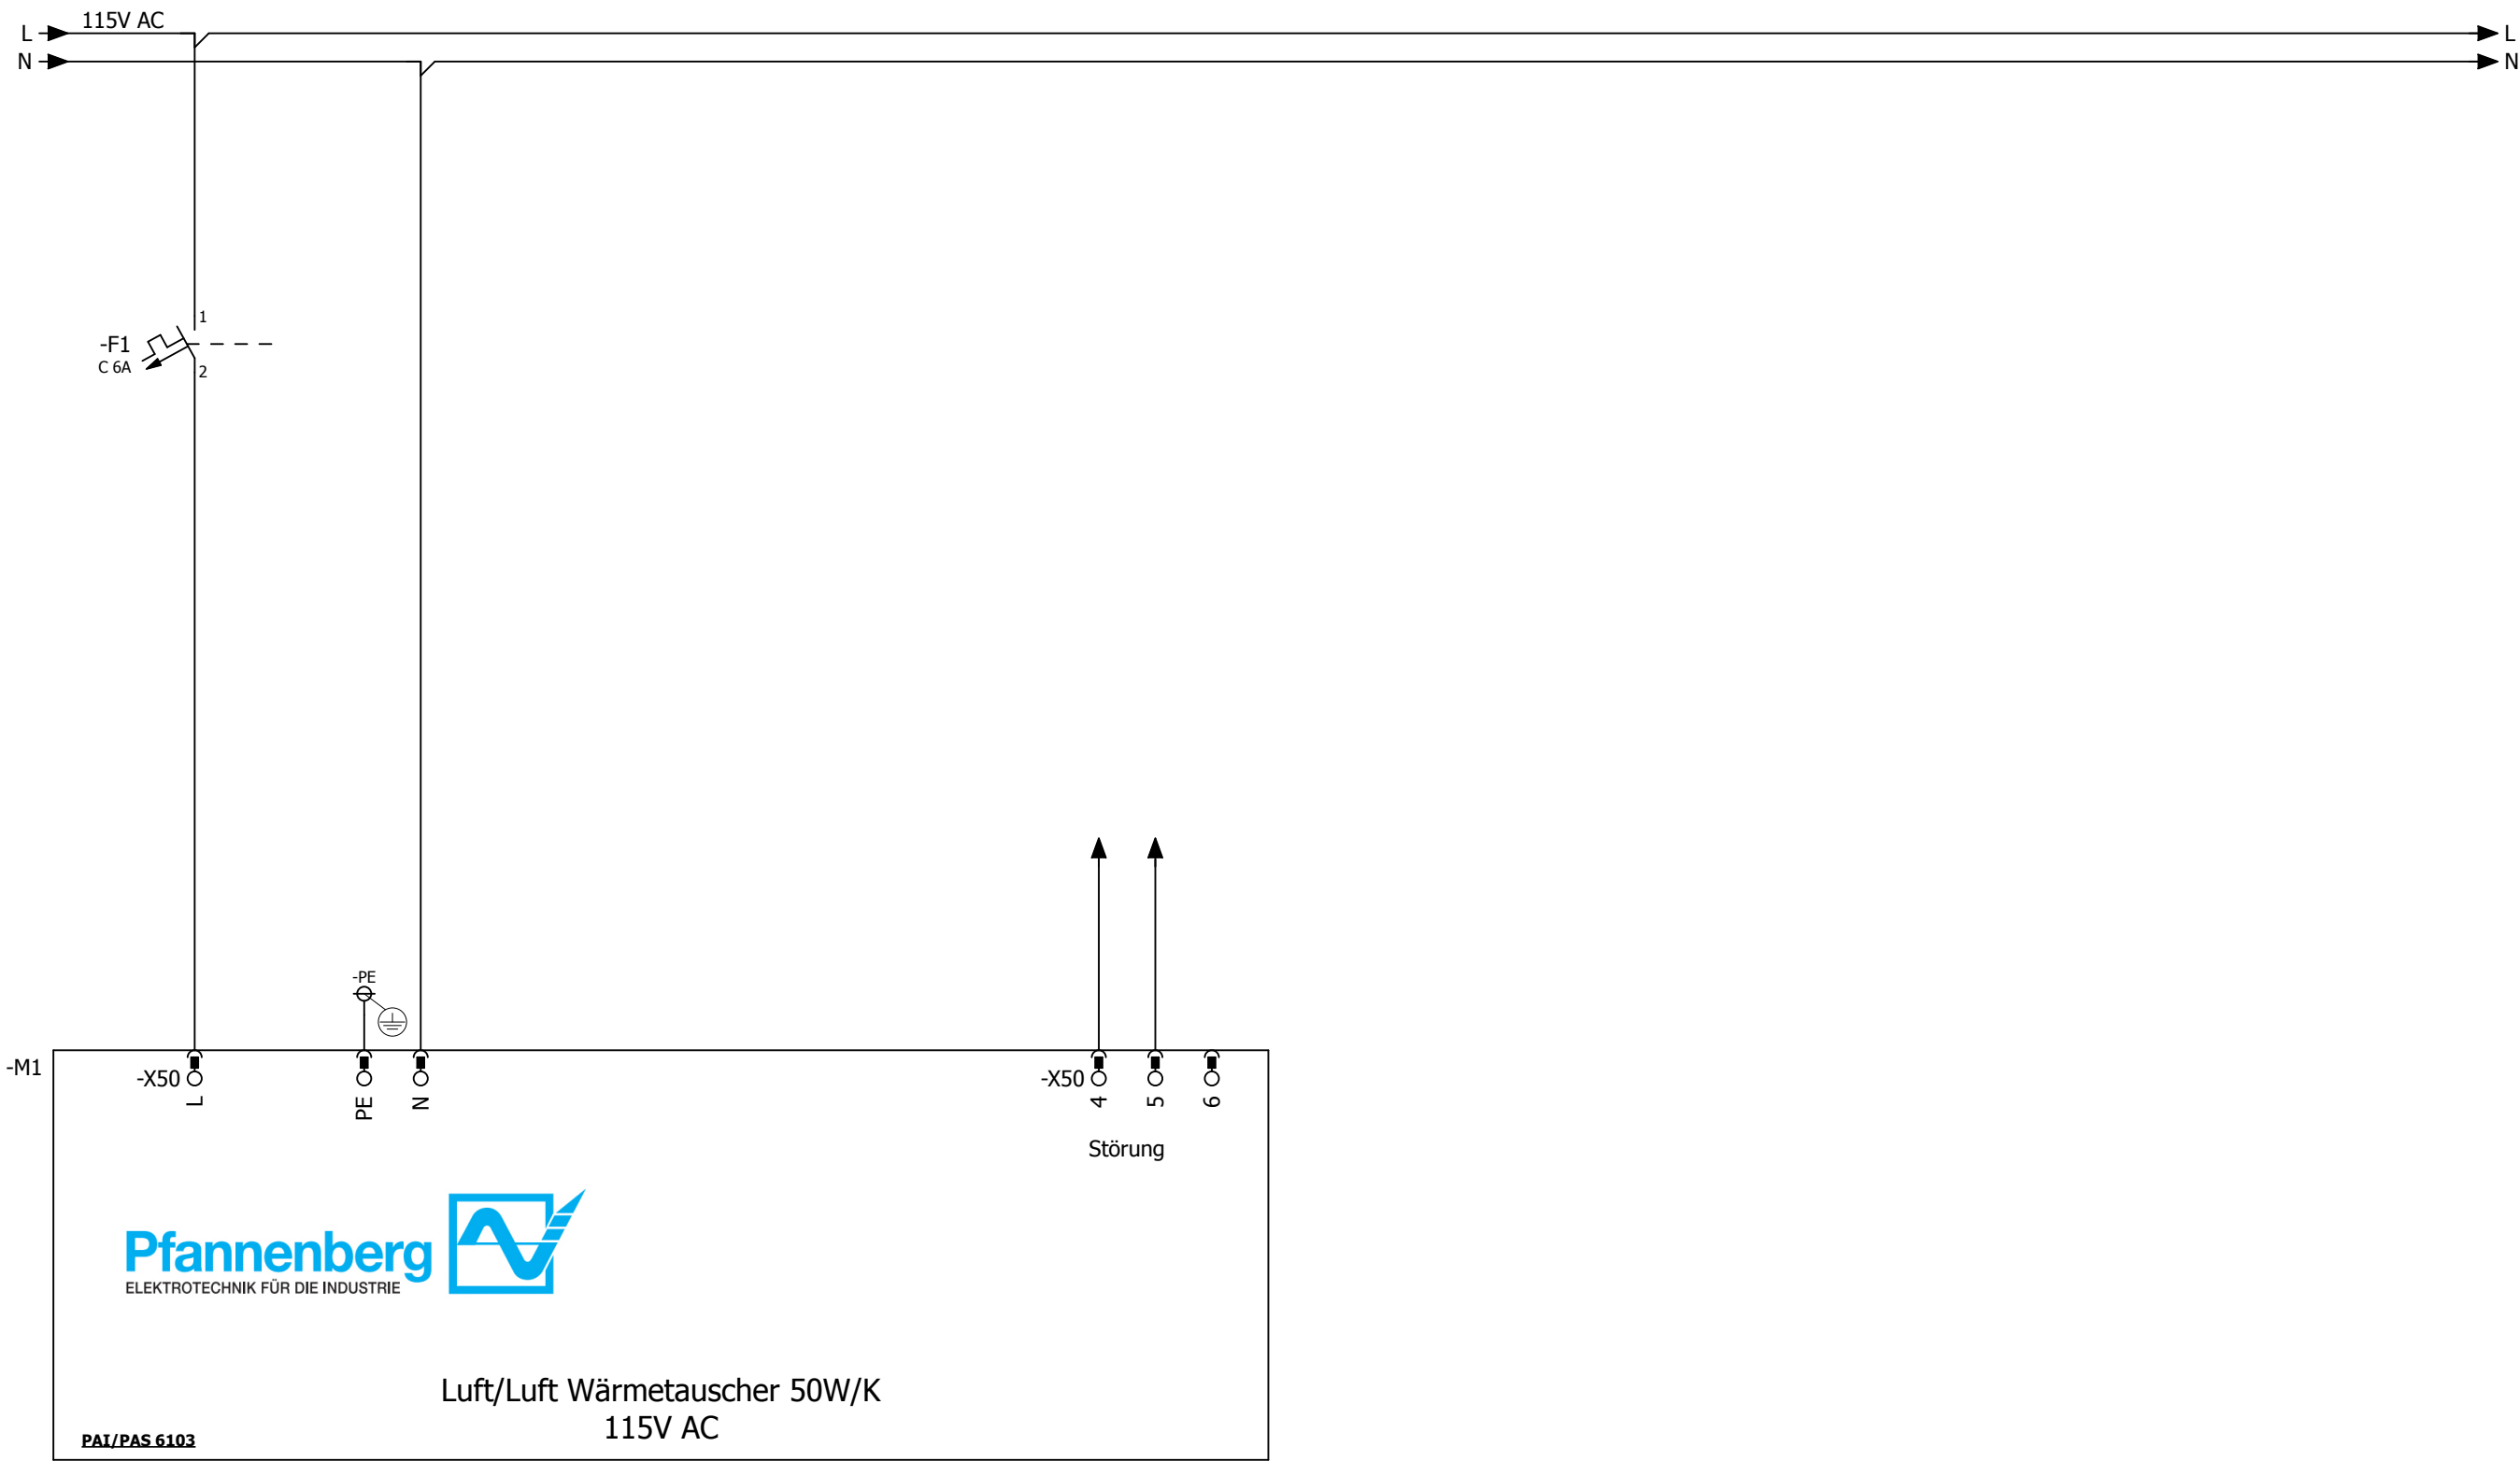 115V AC
L
L
N
N
1
-F1
C 6A
2
-PE
-M1
-X50
L
PE
N
-X50
4
5
6
Störung
Pfannenberg
ELEKTROTECHNIK FÜR DIE INDUSTRIE
Luft/Luft Wärmetauscher 50W/K
115V AC
PAI/PAS 6103